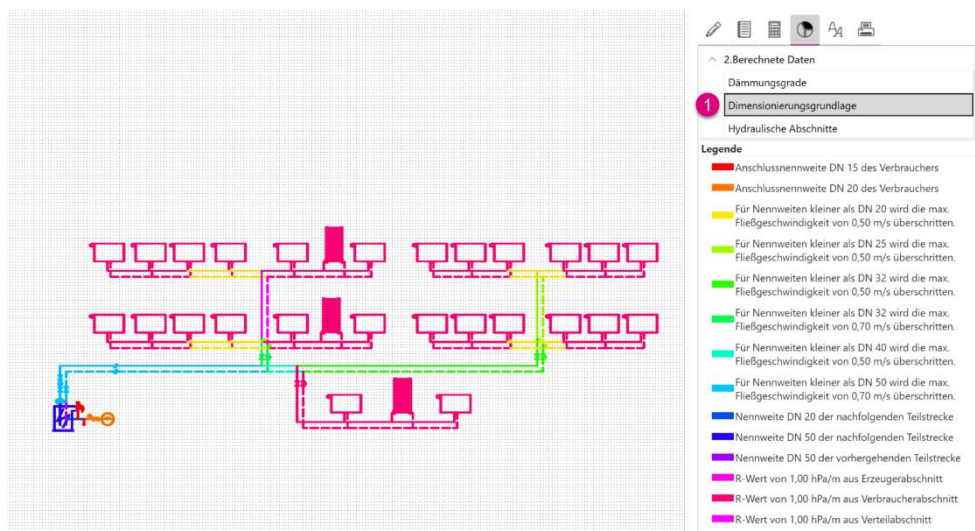 2.Berechnete Daten
Dämmungsgrade
1
Dimensionierungsgrundlage
Hydraulische Abschnitte
Legende
Anschlussnennweite DN 15 des Verbrauchers
Anschlussnennweite DN 20 des Verbrauchers
Für Nennweiten kleiner als DN 20 wird die max.
Fließgeschwindigkeit von 0,50 m/s überschritten.
Für Nennweiten kleiner als DN 25 wird die max.
Fließgeschwindigkeit von 0,50 m/s überschritten.
Für Nennweiten kleiner als DN 32 wird die max.
Fließgeschwindigkeit von 0,50 m/s überschritten.
Für Nennweiten kleiner als DN 32 wird die max.
Fließgeschwindigkeit von 0,70 m/s überschritten.
Für Nennweiten kleiner als DN 40 wird die max.
Fließgeschwindigkeit von 0,50 m/s überschritten.
Für Nennweiten kleiner als DN 50 wird die max.
Fließgeschwindigkeit von 0,70 m/s überschritten.
Nennweite DN 20 der nachfolgenden Teilstrecke
Nennweite DN 50 der nachfolgenden Teilstrecke
Nennweite DN 50 der vorhergehenden Teilstrecke
R-Wert von 1,00 hPa/m aus Erzeugerabschnitt
R-Wert von 1,00 hPa/m aus Verbraucherabschnitt
R-Wert von 1,00 hPa/m aus Verteilabschnitt